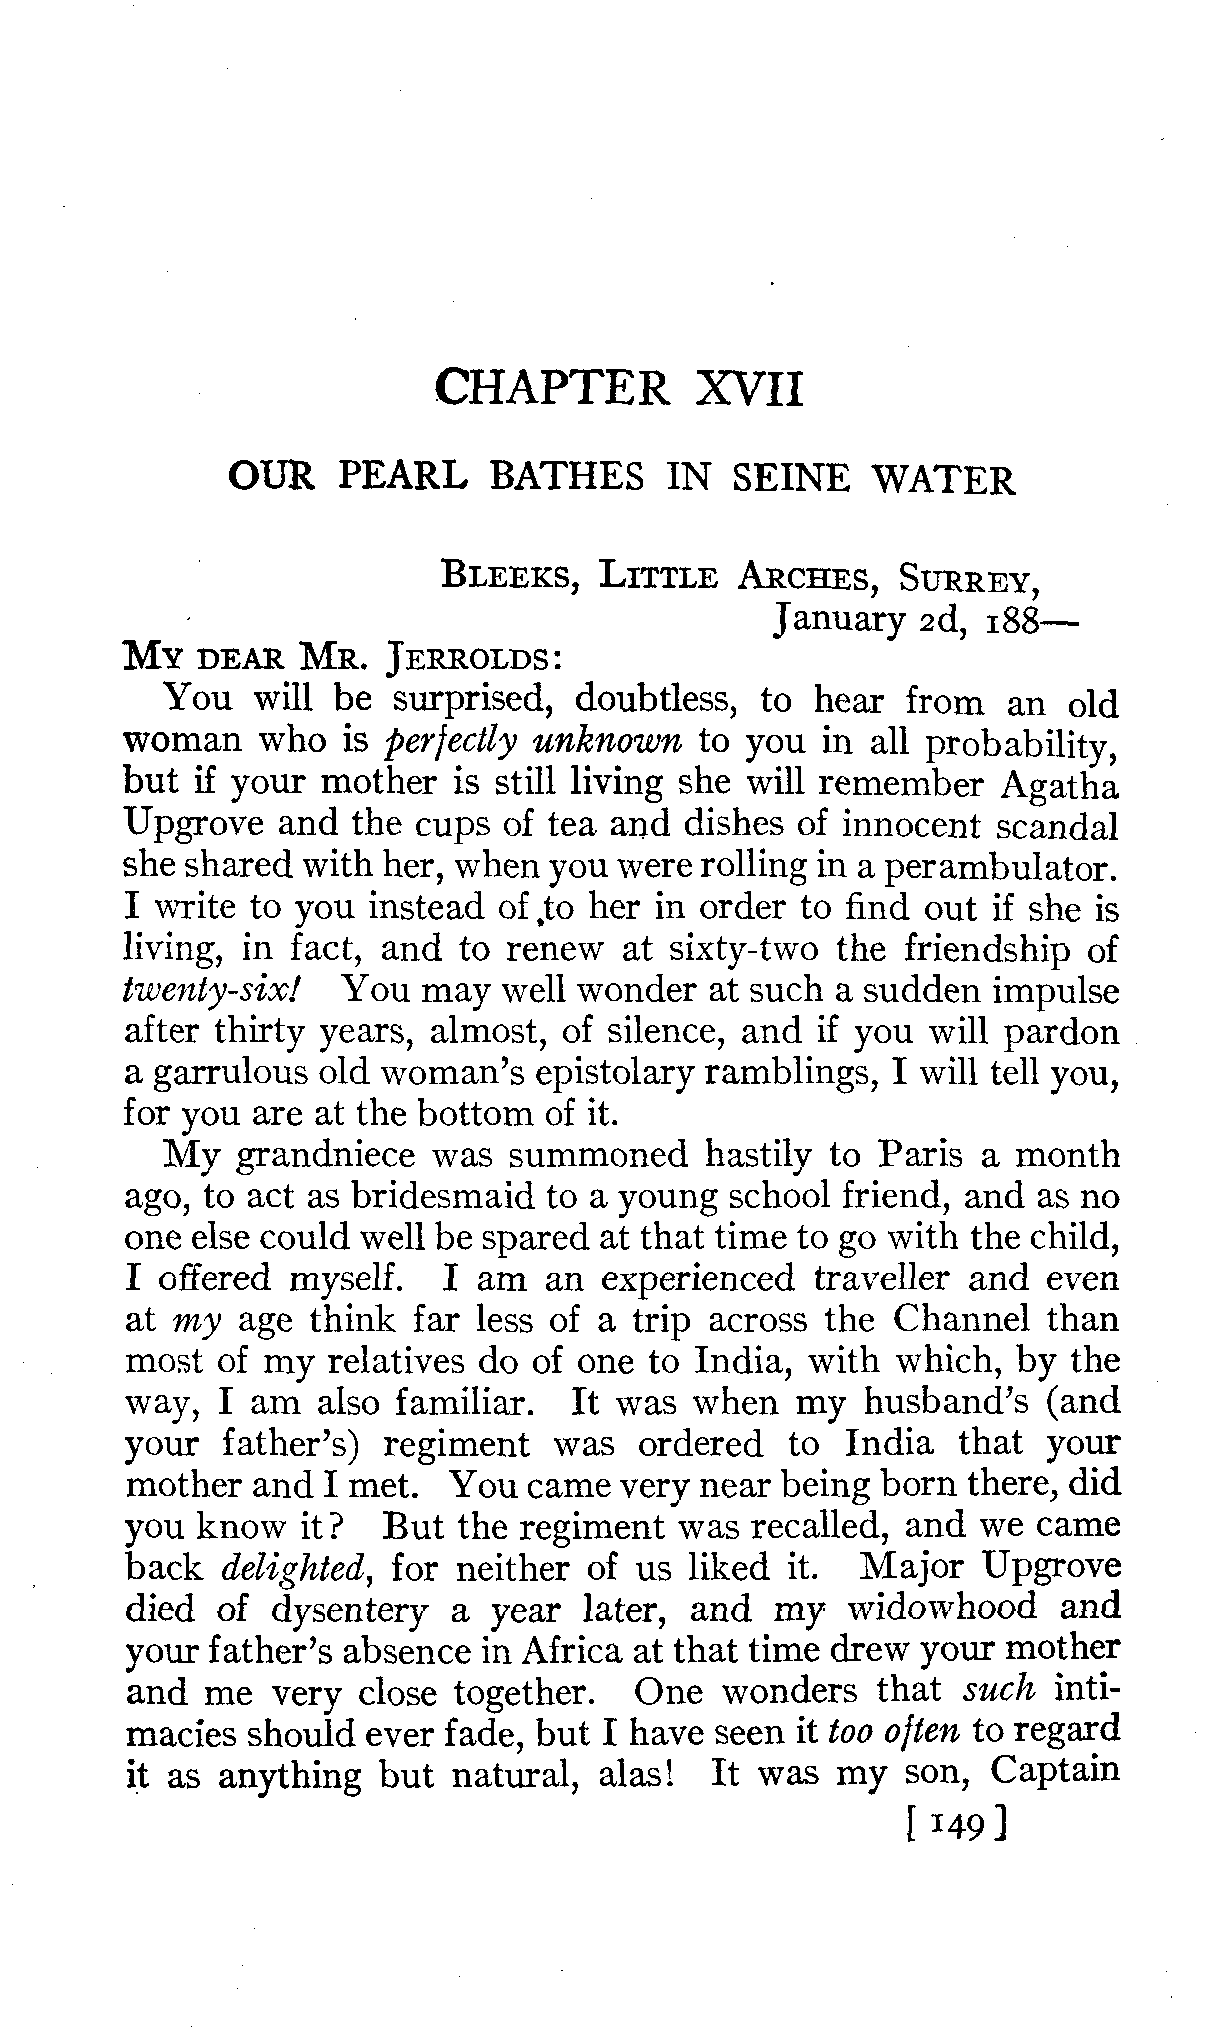 CHAPTER XVII
OUR PEARL BATHES IN SEINE WATER
BLEEKS, LITTLE ARCHES, SURREY,
January 2d, 188—
MY DEAR MR. JERROLDS:
You will be surprised, doubtless, to hear from an old
woman who is perfectly unknown to you in all probability,
but if your mother is still living she will remember Agatha
Upgrove and the cups of tea and dishes of innocent scandal
she shared with her, when you were rolling in a perambulator.
I write to you instead of to her in order to find out if she is
living, in fact, and to renew at sixty-two the friendship of
twenty-six! You may well wonder at such a sudden impulse
after thirty years, almost, of silence, and if you will pardon
a garrulous old woman's epistolary ramblings, I will tell you,
for you are at the bottom of it.
My grandniece was summoned hastily to Paris a month
ago, to act as bridesmaid to a young school friend, and as no
one else could well be spared at that time to go with the child,
I offered myself. I am an experienced traveller and even
at my age think far less of a trip across the Channel than
most of my relatives do of one to India, with which, by the
way, I am also familiar. It was when my husband's (and
your father's) regiment was ordered to India that your
mother and I met. You came very near being born there, did
you know it? But the regiment was recalled, and we came
back delighted, for neither of us liked it. Major Upgrove
died of dysentery a year later, and my widowhood and
your father's absence in Africa at that time drew your mother
and me very close together. One wonders that such inti-
macies should ever fade, but I have seen it too often to regard
it as anything but natural, alas! It was my son, Captain
[ 149 ]